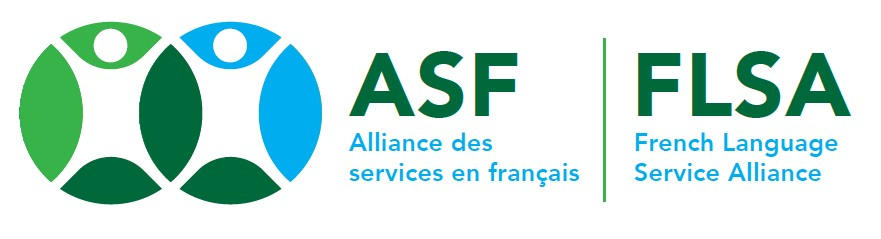 ASF
Alliance des
services en français
FLSA
French Language
Service Alliance